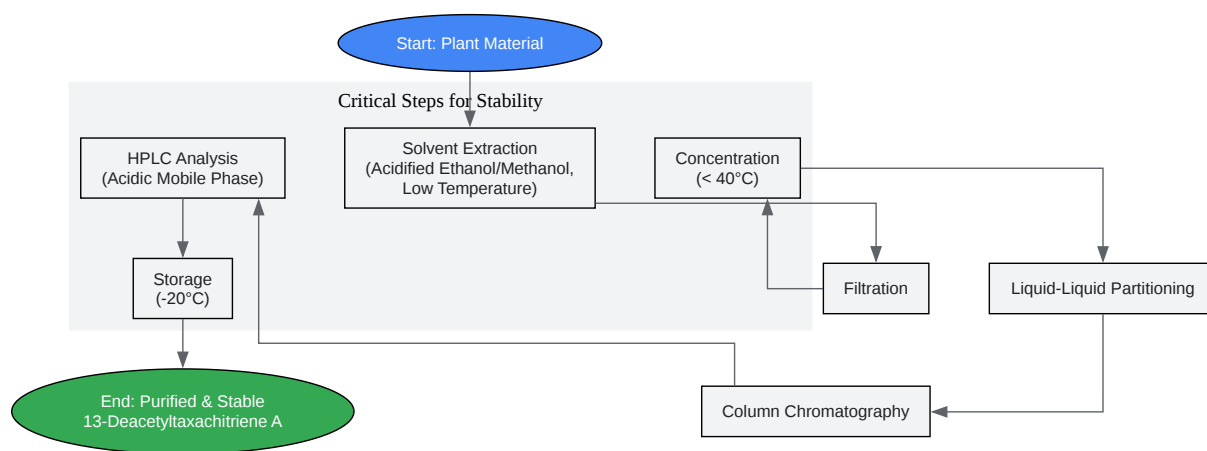 Start: Plant Material
Critical Steps for Stability
HPLC Analysis
(Acidic Mobile Phase)
Solvent Extraction
(Acidified Ethanol/Methanol,
Low Temperature)
Concentration
(< 40°C)
Storage
(-20°C)
Filtration
Liquid-Liquid Partitioning
End: Purified & Stable
13-Deacetyltaxachitriene A
Column Chromatography